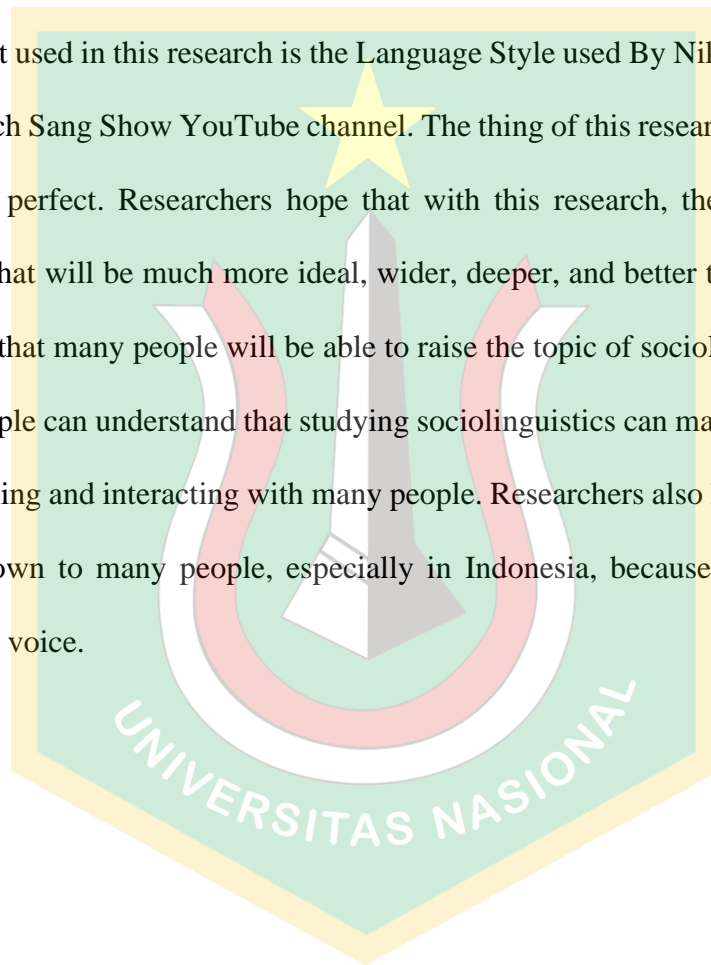 t used in this research is the Language Style used By Nil
ch Sang Show YouTube channel. The thing of this resear
perfect. Researchers hope that with this research, the
hat will be much more ideal, wider, deeper, and better t
that many people will be able to raise the topic of sociol
ple can understand that studying sociolinguistics can ma
ing and interacting with many people. Researchers also
own to many people, especially in Indonesia, because
voice.
UNIVERSITAS NASIONAL